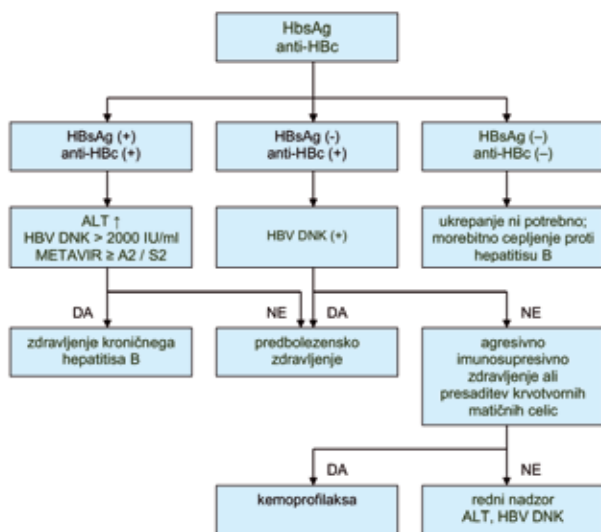 HbsAg
anti-HBc
HBsAg (+)
anti-HBc (+)
HBsAg (-)
anti-HBc (+)
HBsAg (–)
anti-HBc (–)
ALT ↑
HBV DNK > 2000 IU/ml
METAVIR ≥ A2 / S2
HBV DNK (+)
ukrepanje ni potrebno;
morebitno cepljenje proti
hepatitisu B
DA
NE
DA
NE
zdravljenje kroničnega
hepatitisa B
predbolezensko
zdravljenje
agresivno
imunosupresivno
zdravljenje ali
presaditev krvotvornih
matičnih celic
DA
NE
kemoprofilaksa
redni nadzor
ALT, HBV DNK